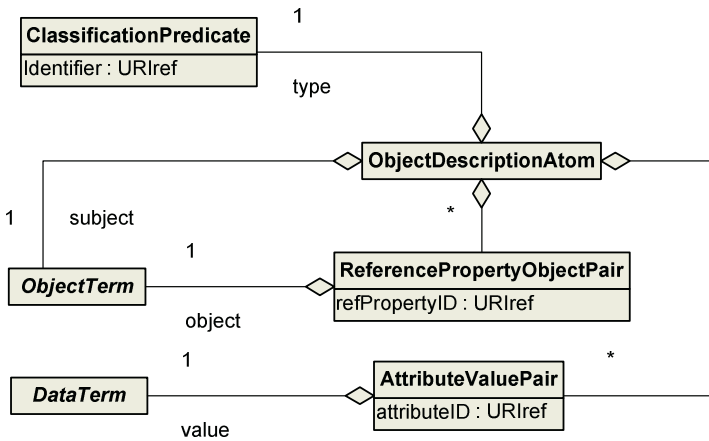 1
ClassificationPredicate
Identifier : URIref
type
ObjectDescriptionAtom
1
subject
*
1
ReferencePropertyObjectPair
refPropertyID : URIref
ObjectTerm
object
1
*
AttributeValuePair
attributeID : URIref
DataTerm
value